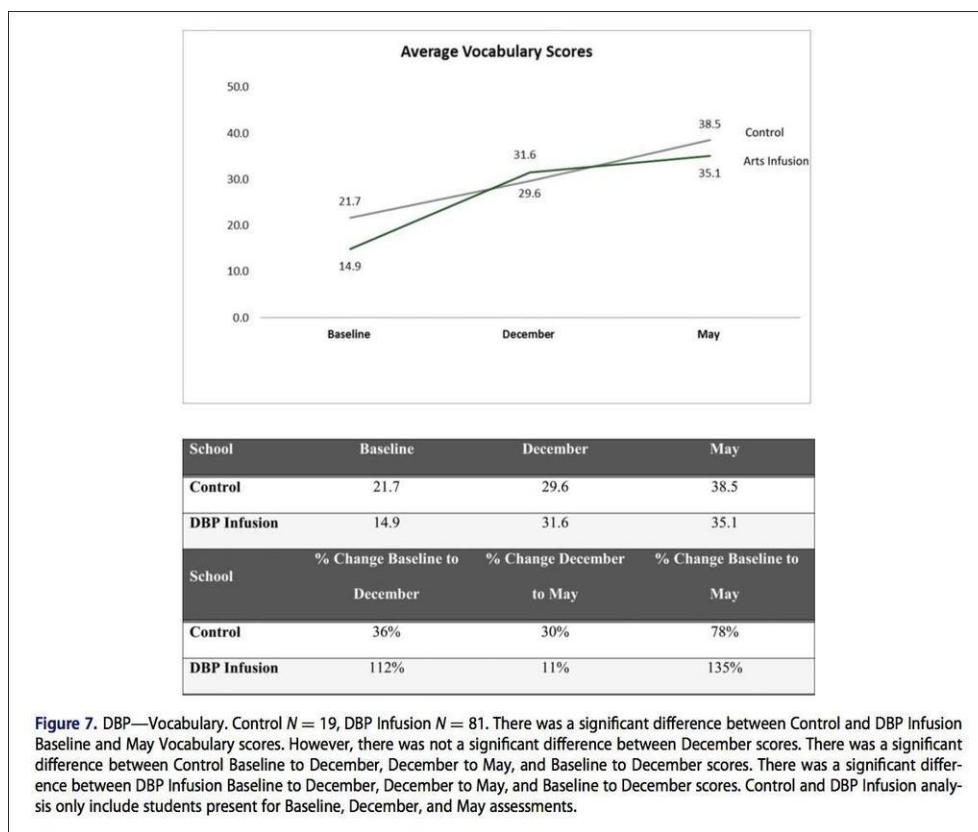 Average Vocabulary Scores
50.0
40.0
30.0
20.0
10.0
0.0
21.7
14.9
31.6
29.6
38.5
35.1
Control
Arts Infusion
Baseline December May
School Baseline December May
Control 21.7 29.6 38.5
DBP Infusion 14.9 31.6 35.1
School % Change Baseline to December % Change December to May % Change Baseline to May
Control 36% 30% 78%
DBP Infusion 112% 11% 135%
Figure 7. DBP—Vocabulary. Control N = 19, DBP Infusion N = 81. There was a significant difference between Control and DBP Infusion
Baseline and May Vocabulary scores. However, there was not a significant difference between December scores. There was a significant
difference between Control Baseline to December, December to May, and Baseline to December scores. There was a significant differ-
ence between DBP Infusion Baseline to December, December to May, and Baseline to December scores. Control and DBP Infusion analy-
sis only include students present for Baseline, December, and May assessments.